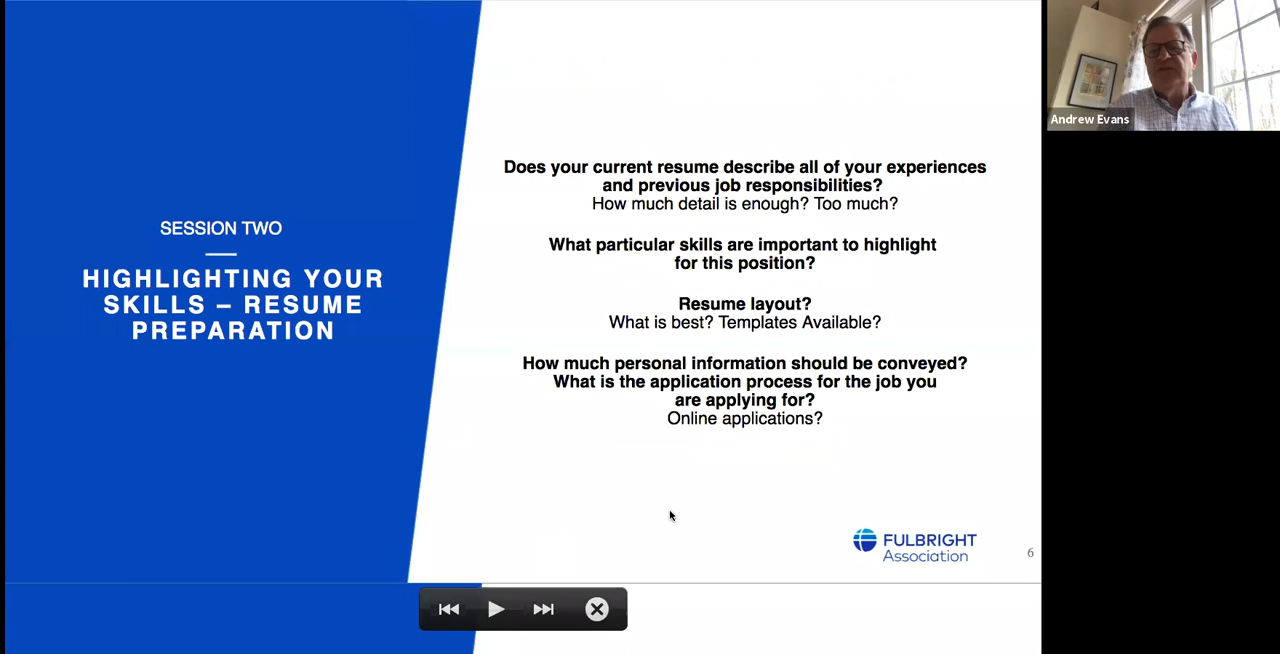 SESSION TWO
HIGHLIGHTING YOUR
SKILLS – RESUME
PREPARATION
Does your current resume describe all of your experiences
and previous job responsibilities?
How much detail is enough? Too much?
What particular skills are important to highlight
for this position?
Resume layout?
What is best? Templates Available?
How much personal information should be conveyed?
What is the application process for the job you
are applying for?
Online applications?
FULBRIGHT
Association
6
Andrew Evans